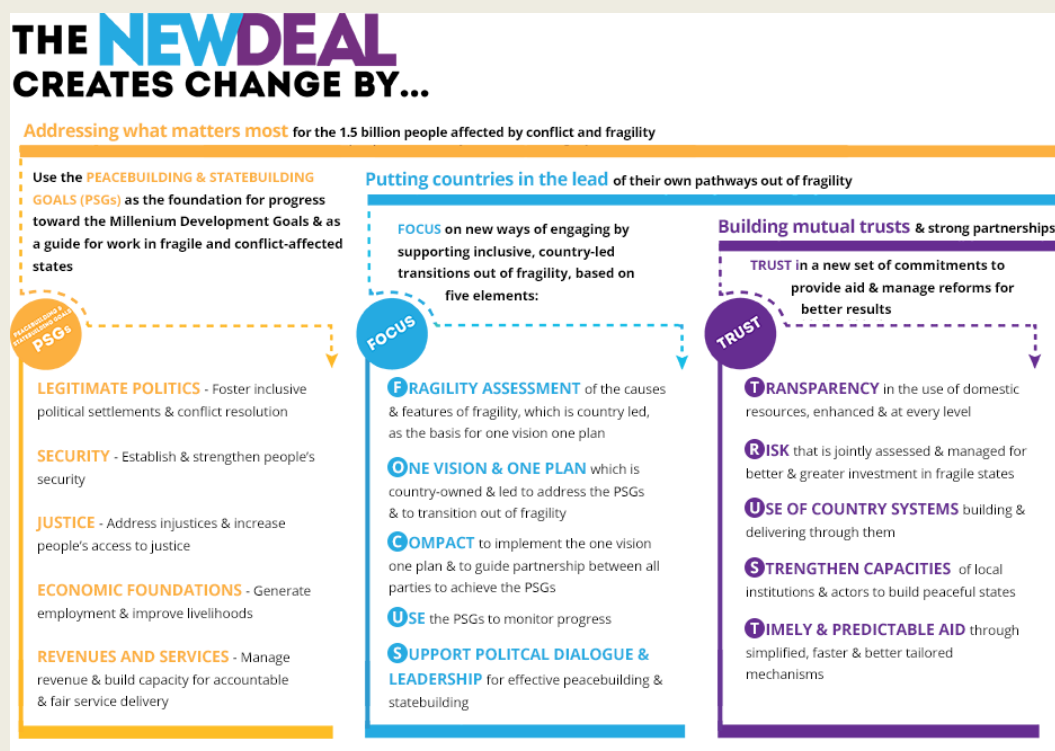 THE NEWDEAL
CREATES CHANGE BY...
Addressing what matters most for the 1.5 billion people affected by conflict and fragility
Use the PEACEBUILDING & STATEBUILDING
GOALS (PSGs) as the foundation for progress
toward the Millenium Development Goals & as
a guide for work in fragile and conflict-affected
states
PEACEBUILDING &
STATEBUILDING GOALS
PSGs
LEGITIMATE POLITICS - Foster inclusive
political settlements & conflict resolution
SECURITY - Establish & strengthen people's
security
JUSTICE - Address injustices & increase
people's access to justice
ECONOMIC FOUNDATIONS - Generate
employment & improve livelihoods
REVENUES AND SERVICES - Manage
revenue & build capacity for accountable
& fair service delivery
Putting countries in the lead of their own pathways out of fragility
FOCUS on new ways of engaging by
supporting inclusive, country-led
transitions out of fragility, based on
five elements:
FOCUS
FRAGILITY ASSESSMENT of the causes
& features of fragility, which is country led,
as the basis for one vision one plan
ONE VISION & ONE PLAN which is
country-owned & led to address the PSGs
& to transition out of fragility
COMPACT to implement the one vision
one plan & to guide partnership between all
parties to achieve the PSGs
USE the PSGs to monitor progress
SUPPORT POLITCAL DIALOGUE &
LEADERSHIP for effective peacebuilding &
statebuilding
Building mutual trusts & strong partnerships
TRUST in a new set of commitments to
provide aid & manage reforms for
better results
TRUST
TRANSPARENCY in the use of domestic
resources, enhanced & at every level
RISK that is jointly assessed & managed for
better & greater investment in fragile states
USE OF COUNTRY SYSTEMS building &
delivering through them
STRENGTHEN CAPACITIES of local
institutions & actors to build peaceful states
TIMELY & PREDICTABLE AID through
simplified, faster & better tailored
mechanisms